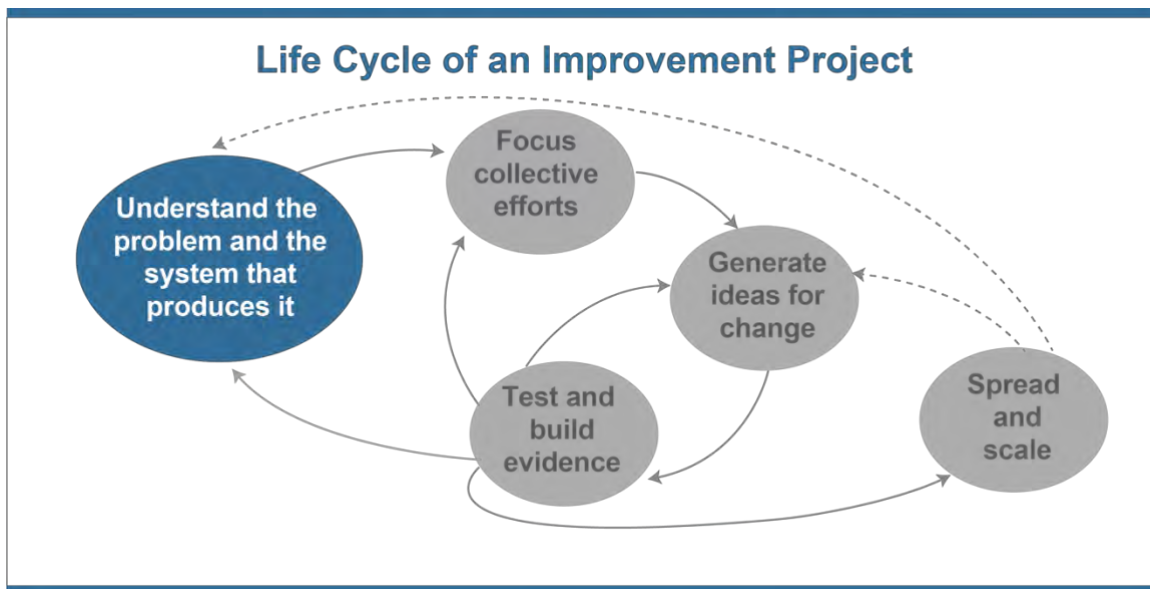 Life Cycle of an Improvement Project
Focus
collective
efforts
Understand the
problem and the
system that
produces it
Generate
ideas for
change
Test and
build
evidence
Spread
and
scale